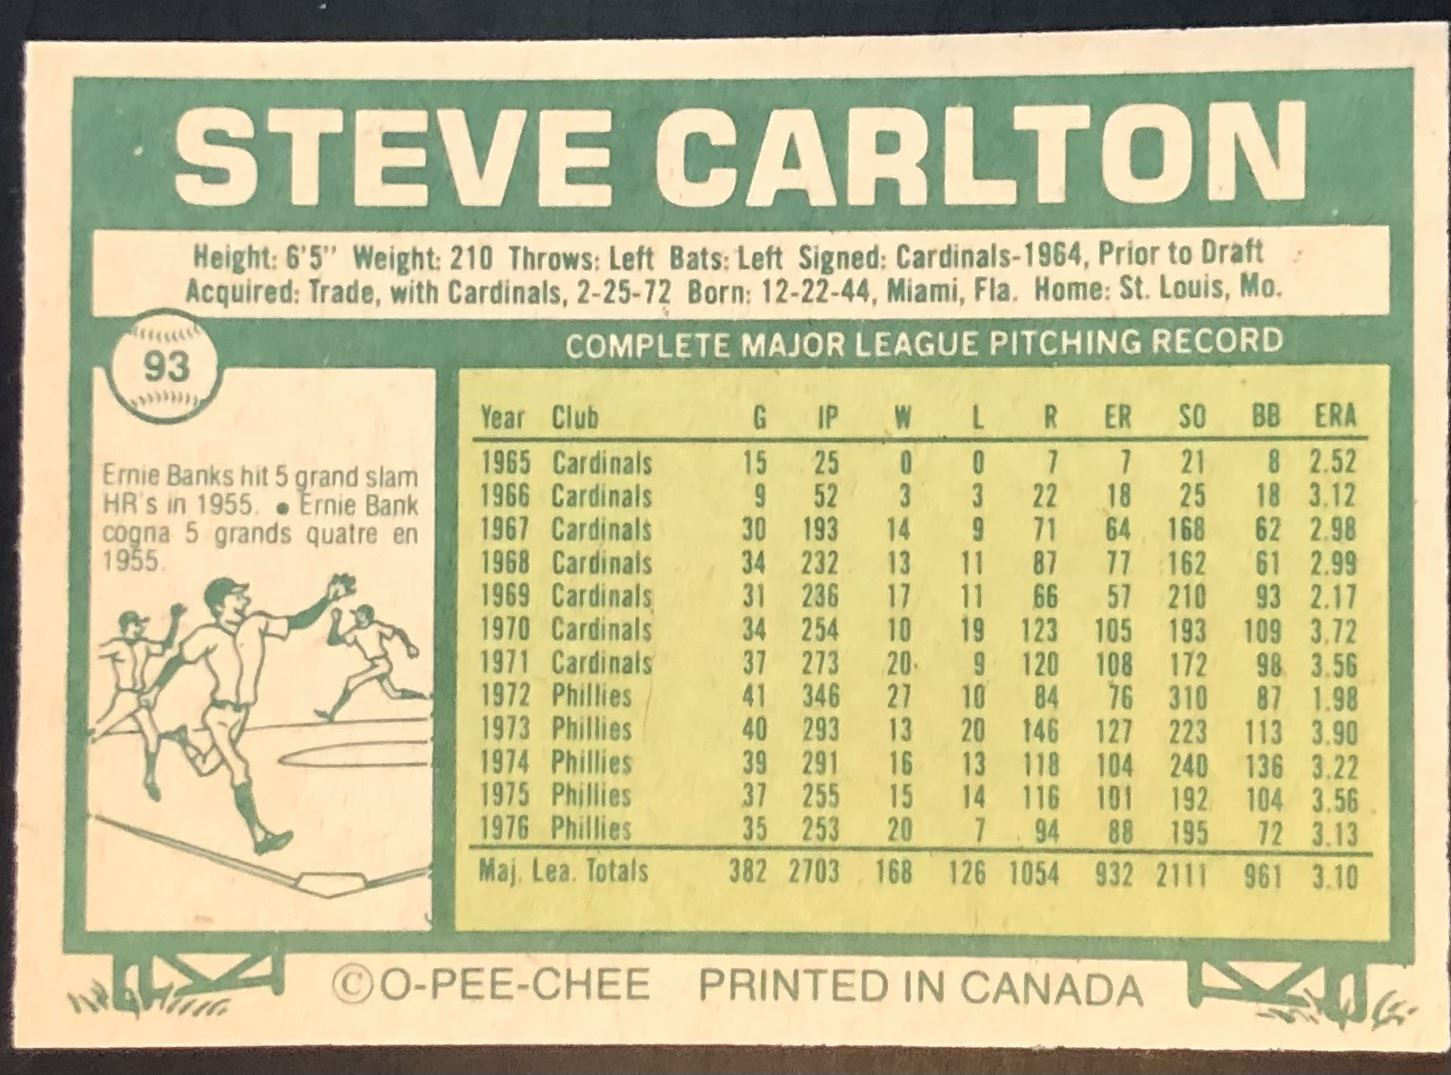 STEVE CARLTON
Height: 6'5" Weight: 210 Throws: Left Bats: Left Signed: Cardinals-1964, Prior to Draft
Acquired: Trade, with Cardinals, 2-25-72 Born: 12-22-44, Miami, Fla. Home: St. Louis, Mo.
93
Ernie Banks hit 5 grand slam
HR's in 1955. • Ernie Bank
cogna 5 grands quatre en
1955.
COMPLETE MAJOR LEAGUE PITCHING RECORD
Year Club G IP W L R ER SO BB ERA
1965 Cardinals 15 25 0 0 7 7 21 8 2.52
1966 Cardinals 9 52 3 3 22 18 25 18 3.12
1967 Cardinals 30 193 14 9 71 64 168 62 2.98
1968 Cardinals 34 232 13 11 87 77 162 61 2.99
1969 Cardinals 31 236 17 11 66 57 210 93 2.17
1970 Cardinals 34 254 10 19 123 105 193 109 3.72
1971 Cardinals 37 273 20 9 120 108 172 98 3.56
1972 Phillies 41 346 27 10 84 76 310 87 1.98
1973 Phillies 40 293 13 20 146 127 223 113 3.90
1974 Phillies 39 291 16 13 118 104 240 136 3.22
1975 Phillies 37 255 15 14 116 101 192 104 3.56
1976 Phillies 35 253 20 7 94 88 195 72 3.13
Maj. Lea. Totals 382 2703 168 126 1054 932 2111 961 3.10
©O-PEE-CHEE PRINTED IN CANADA